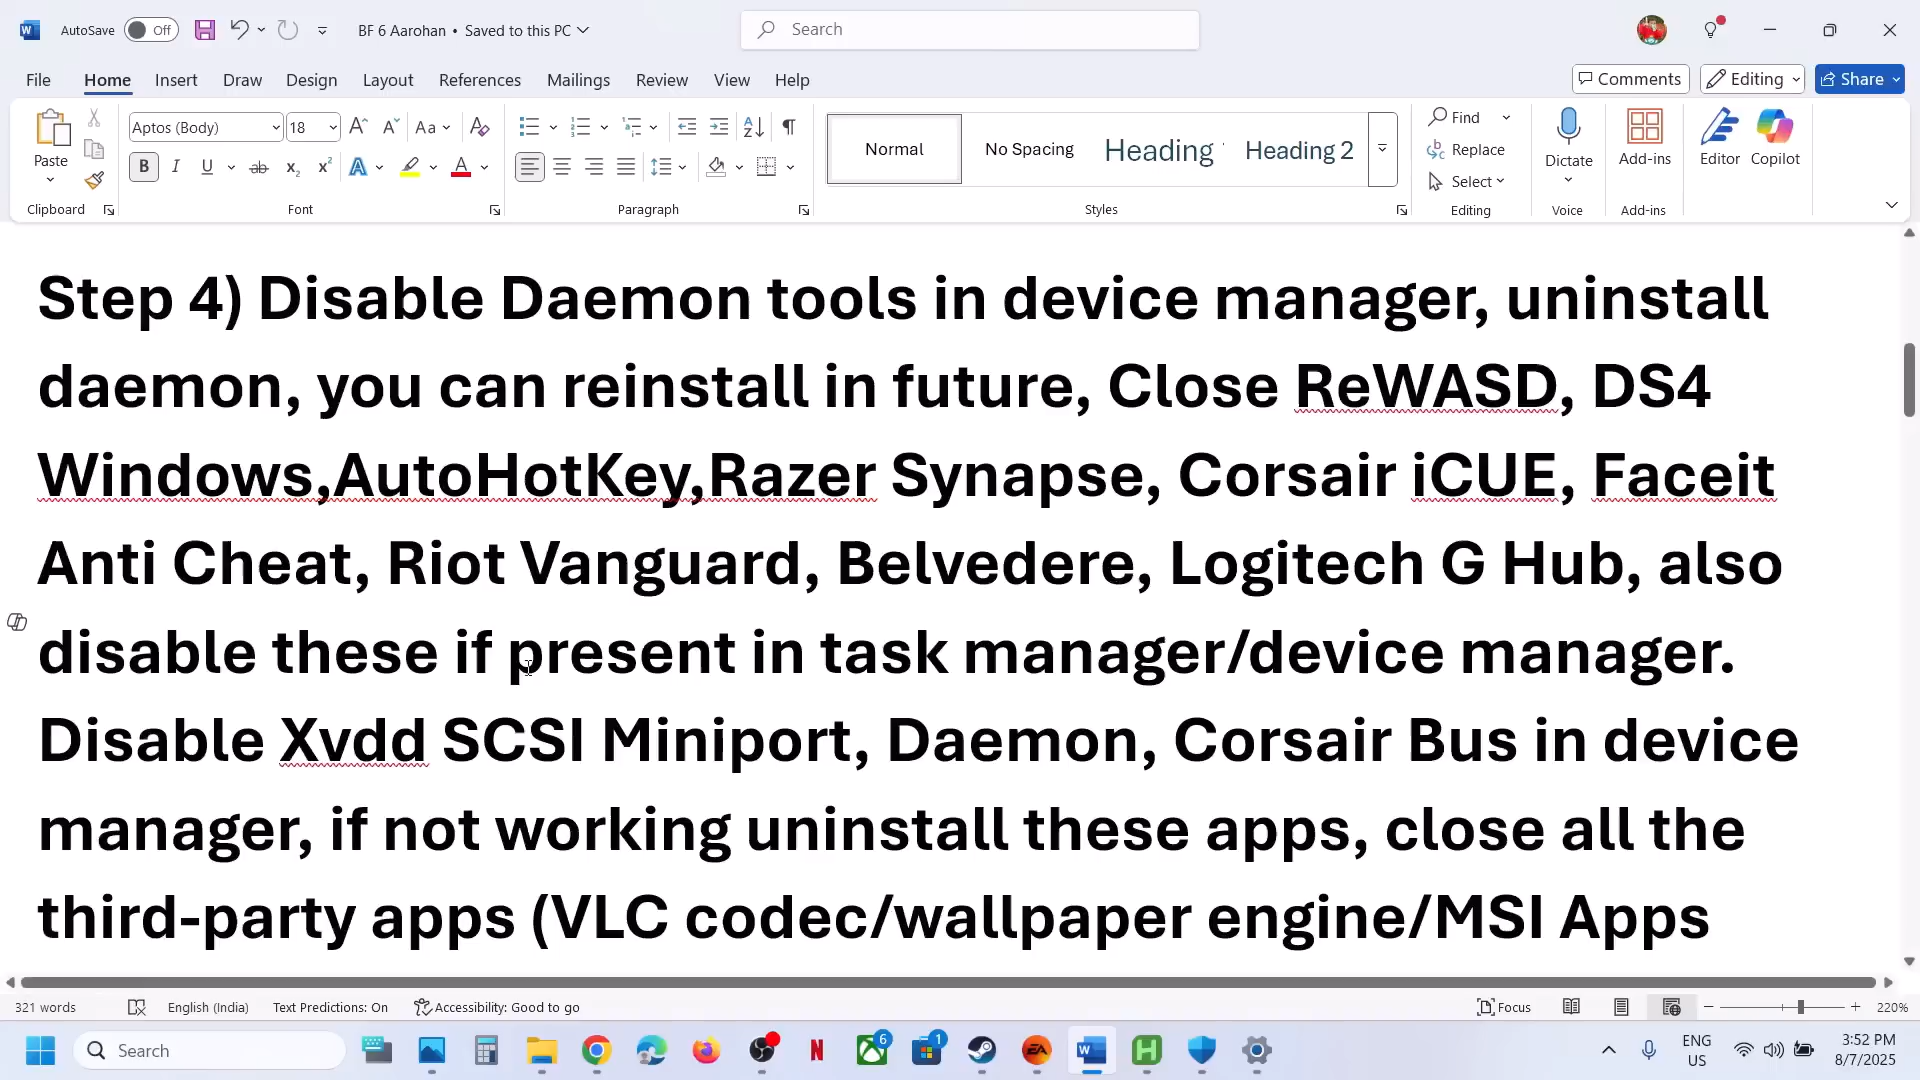 AutoSave Off BF 6 Aarohan • Saved to this PC Search
File Home Insert Draw Design Layout References Mailings Review View Help Comments Editing Share
Paste Aptos (Body) 18 Aa Normal No Spacing Heading Heading 2 Find Replace Select Dictate Add-ins Editor Copilot
Clipboard Font Paragraph Styles Editing Voice Add-ins
Step 4) Disable Daemon tools in device manager, uninstall
daemon, you can reinstall in future, Close ReWASD, DS4
Windows,AutoHotKey,Razer Synapse, Corsair iCUE, Faceit
Anti Cheat, Riot Vanguard, Belvedere, Logitech G Hub, also
disable these if present in task manager/device manager.
Disable Xvdd SCSI Miniport, Daemon, Corsair Bus in device
manager, if not working uninstall these apps, close all the
third-party apps (VLC codec/wallpaper engine/MSI Apps
321 words English (India) Text Predictions: On Accessibility: Good to go Focus 220%
Search 6 1 ENG US 3:52 PM
8/7/2025